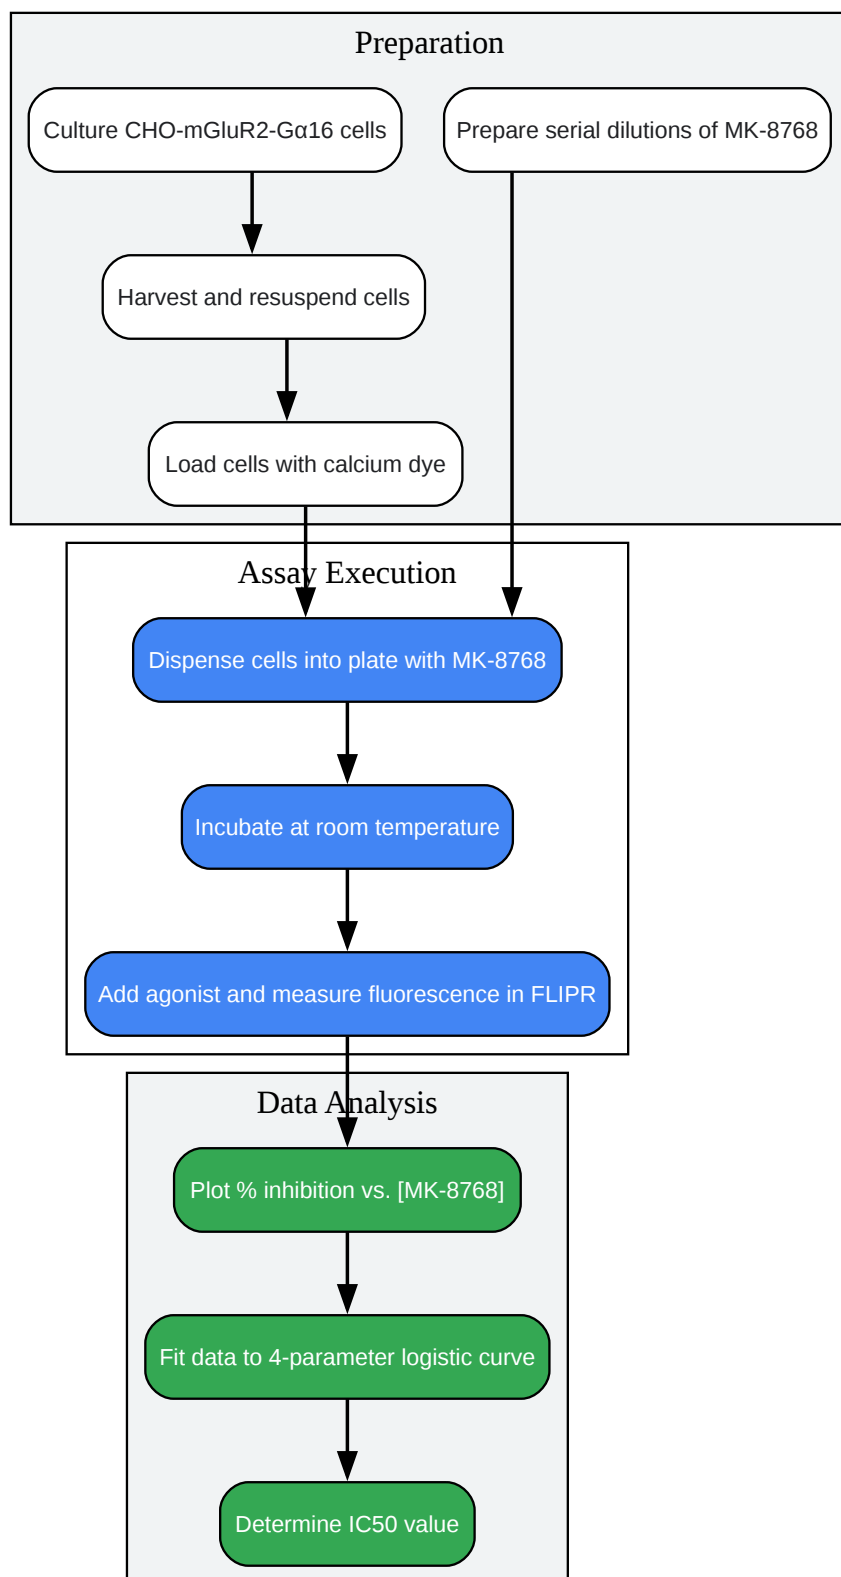 Preparation
Culture CHO-mGluR2-Gα16 cells
Prepare serial dilutions of MK-8768
Harvest and resuspend cells
Load cells with calcium dye
Assay Execution
Dispense cells into plate with MK-8768
Incubate at room temperature
Add agonist and measure fluorescence in FLIPR
Data Analysis
Plot % inhibition vs. [MK-8768]
Fit data to 4-parameter logistic curve
Determine IC50 value